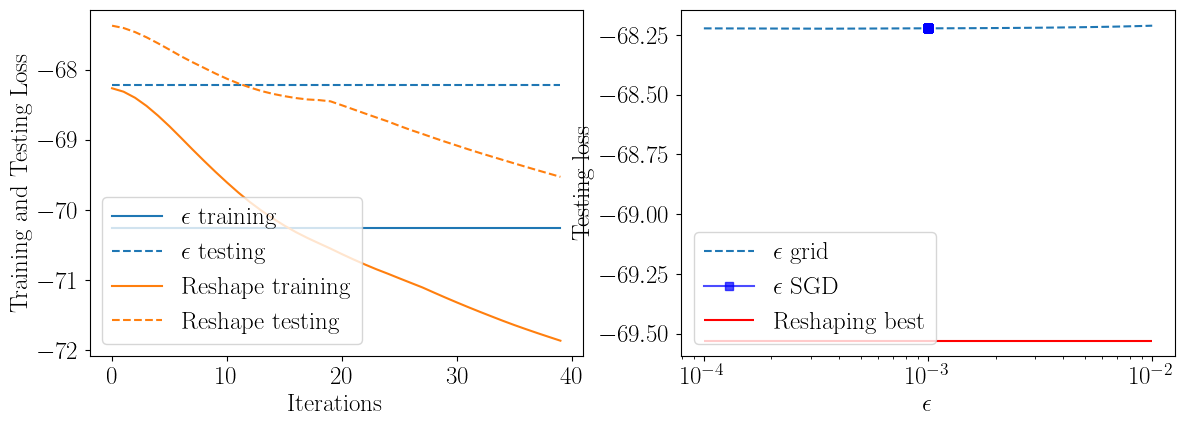 Training and Testing Loss
−68
−69
−70
−71
−72
ϵ training
ϵ testing
Reshape training
Reshape testing
0
10
20
30
40
Iterations
Testing loss
−68.25
−68.50
−68.75
−69.00
−69.25
−69.50
ϵ grid
ϵ SGD
Reshaping best
10⁻⁴
10⁻³
10⁻²
ϵ